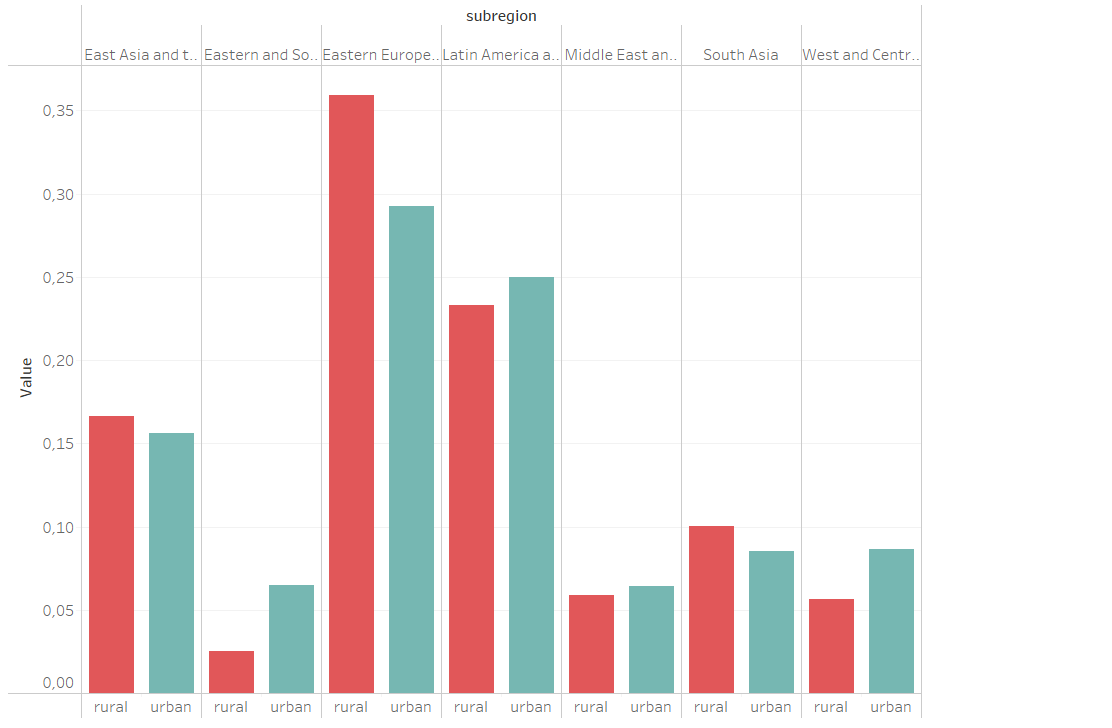 subregion
East Asia and t.. Eastern and So.. Eastern Europe.. Latin America a.. Middle East an.. South Asia West and Centr..
0,35
0,30
0,25
0,20
Value
0,15
0,10
0,05
0,00
rural urban rural urban rural urban rural urban rural urban rural urban rural urban